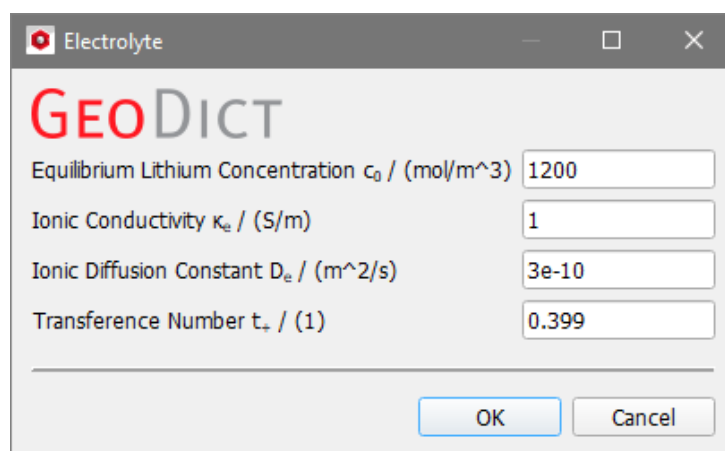 Electrolyte
GEODICT
Equilibrium Lithium Concentration c₀ / (mol/m^3) 1200
Ionic Conductivity κₑ / (S/m) 1
Ionic Diffusion Constant Dₑ / (m^2/s) 3e-10
Transference Number t₊ / (1) 0.399
OK Cancel